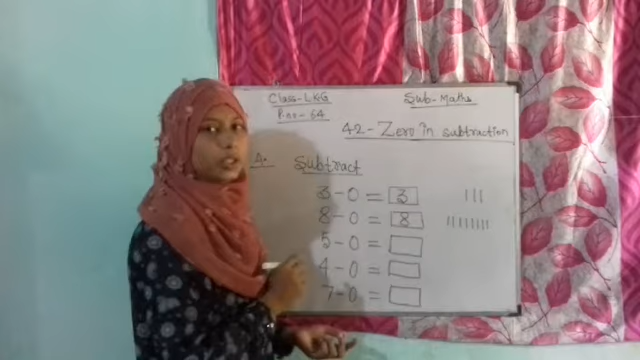 Class-LKG Sub-Maths
P.no-64
42-Zero in subtraction
A. Subtract
3-0 = 3
8-0 = 8
5-0 =
4-0 =
7-0 =